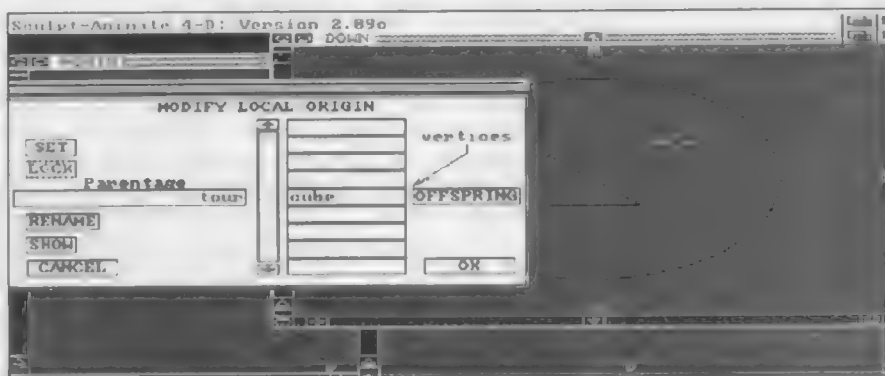 Sculpt-Animate 4-D: Version 2.09o
DOWN
MODIFY LOCAL ORIGIN
vertices
SET
LOCK
Parentage
tour
cube
OFFSPRING
RENAME
SHOW
CANCEL
OK